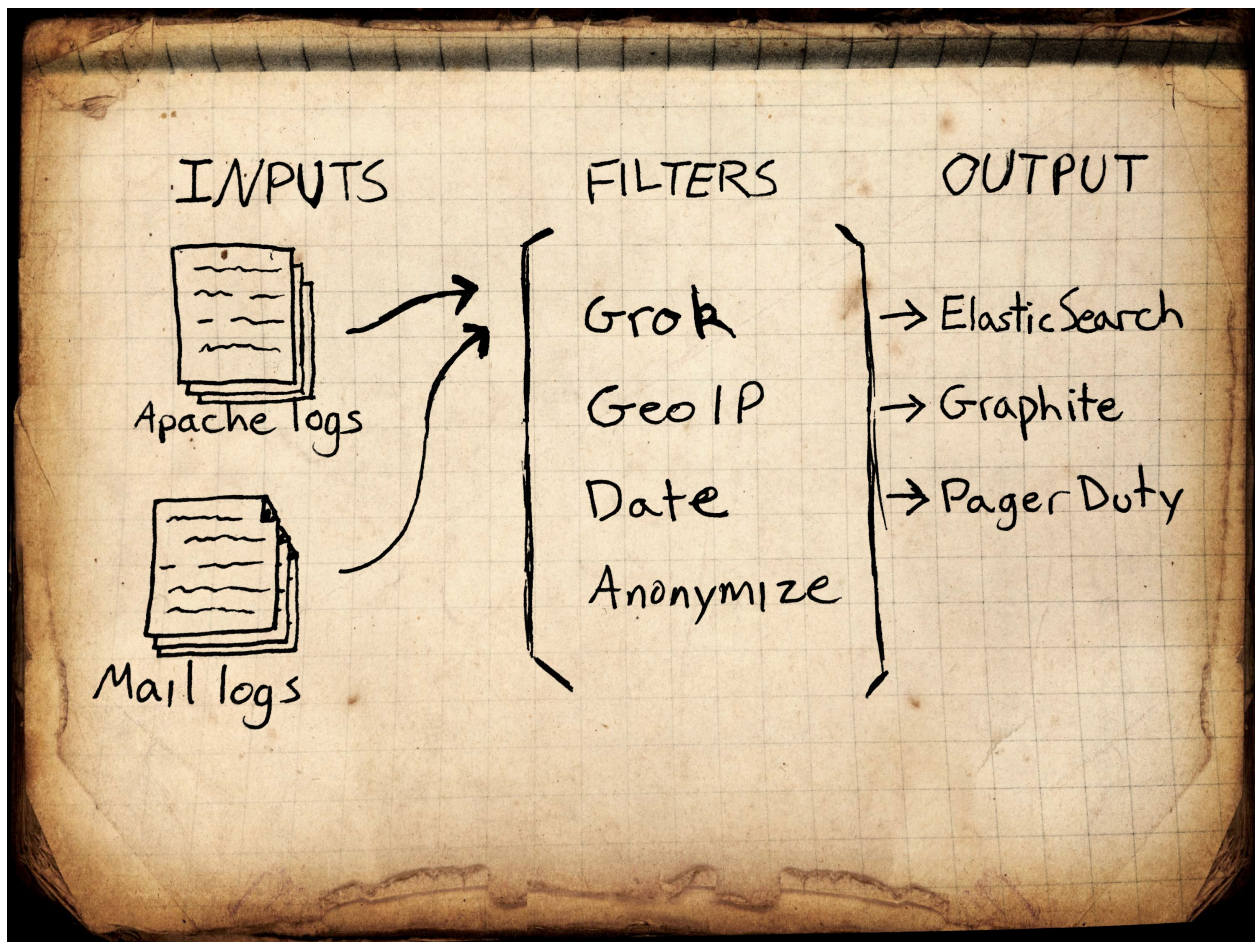 INPUTS
Apache logs
Mail logs
FILTERS
Grok
GeoIP
Date
Anonymize
OUTPUT
ElasticSearch
Graphite
PagerDuty